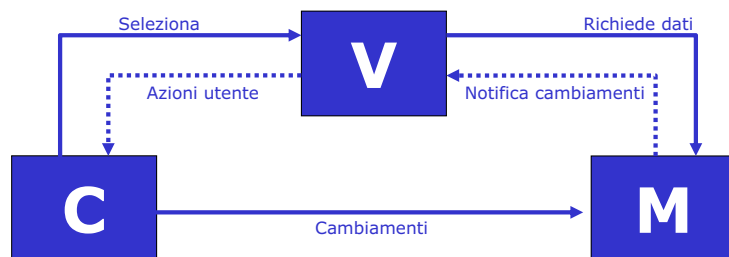 Seleziona
V
Richiede dati
Azioni utente
Notifica cambiamenti
C
M
Cambiamenti